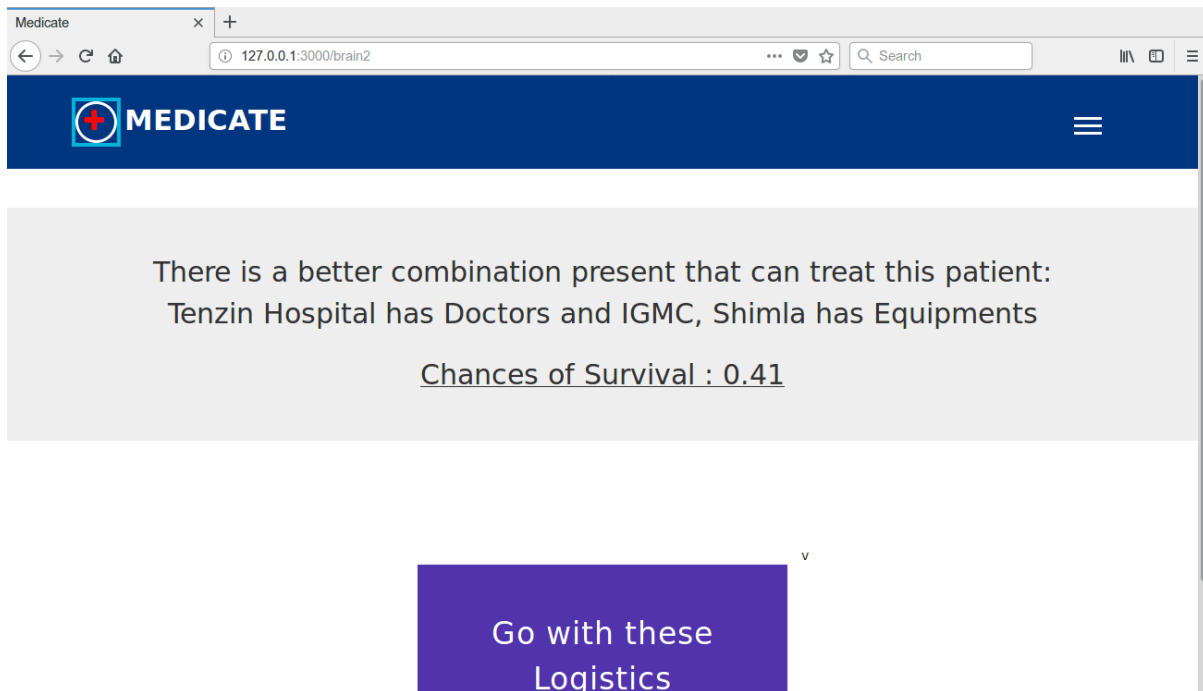 Medicate
127.0.0.1:3000/brain2
Search
MEDICATE
There is a better combination present that can treat this patient:
Tenzin Hospital has Doctors and IGMC, Shimla has Equipments
Chances of Survival : 0.41
v
Go with these
Logistics